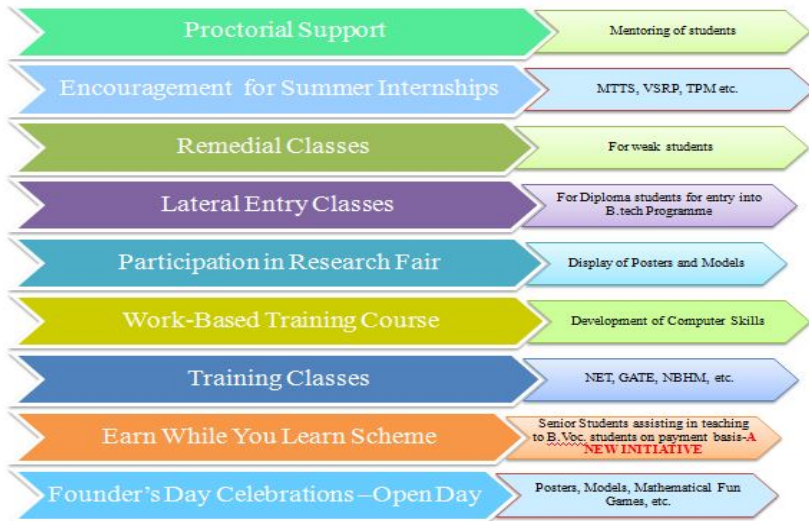 Proctorial Support
Mentoring of students
Encouragement for Summer Internships
MTTS, VSRP, TPM etc.
Remedial Classes
For weak students
Lateral Entry Classes
For Diploma students for entry into
B.tech Programme
Participation in Research Fair
Display of Posters and Models
Work-Based Training Course
Development of Computer Skills
Training Classes
NET, GATE, NBHM, etc.
Earn While You Learn Scheme
Senior Students assisting in teaching
to B.Voc. students on payment basis-A
NEW INITIATIVE
Founder's Day Celebrations –Open Day
Posters, Models, Mathematical Fun
Games, etc.